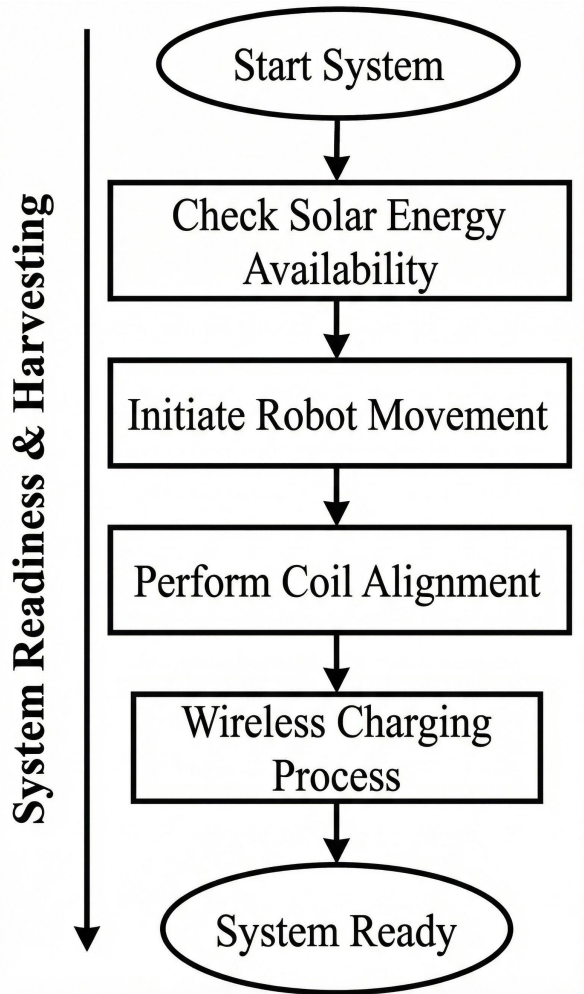 System Readiness & Harvesting
Start System
Check Solar Energy
Availability
Initiate Robot Movement
Perform Coil Alignment
Wireless Charging
Process
System Ready